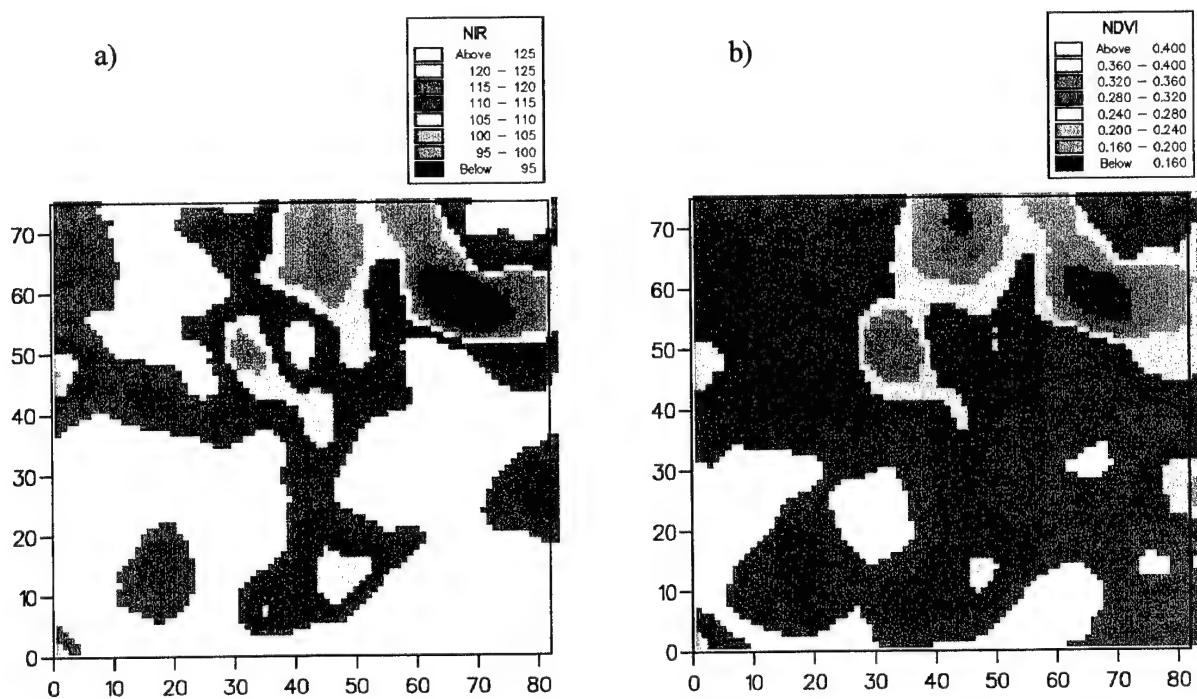 a)
NIR
Above 125
120 – 125
115 – 120
110 – 115
105 – 110
100 – 105
95 – 100
Below 95
70
60
50
40
30
20
10
0
0 10 20 30 40 50 60 70 80
b)
NDVI
Above 0.400
0.360 – 0.400
0.320 – 0.360
0.280 – 0.320
0.240 – 0.280
0.200 – 0.240
0.160 – 0.200
Below 0.160
70
60
50
40
30
20
10
0
0 10 20 30 40 50 60 70 80